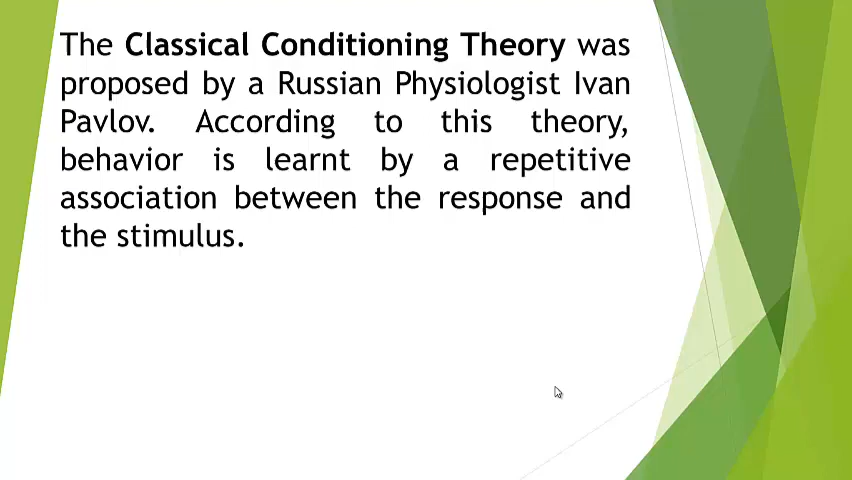 The Classical Conditioning Theory was
proposed by a Russian Physiologist Ivan
Pavlov. According to this theory,
behavior is learnt by a repetitive
association between the response and
the stimulus.